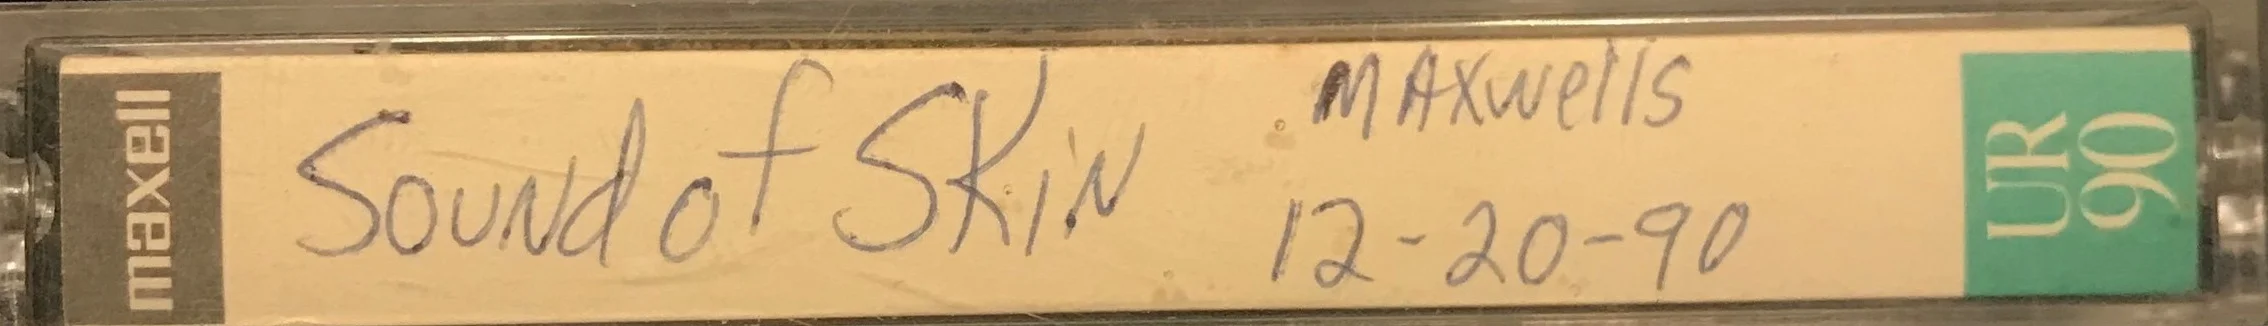 maxell
Sound of Skin
MAxwells
12-20-90
UR
90